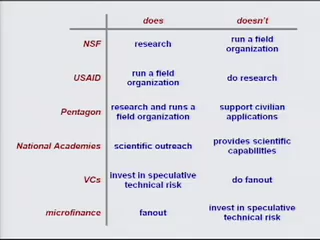 does doesn't
NSF research run a field
organization
USAID run a field
organization do research
Pentagon research and runs a
field organization support civilian
applications
National Academies scientific outreach provides scientific
capabilities
VCs invest in speculative
technical risk do fanout
microfinance fanout invest in speculative
technical risk